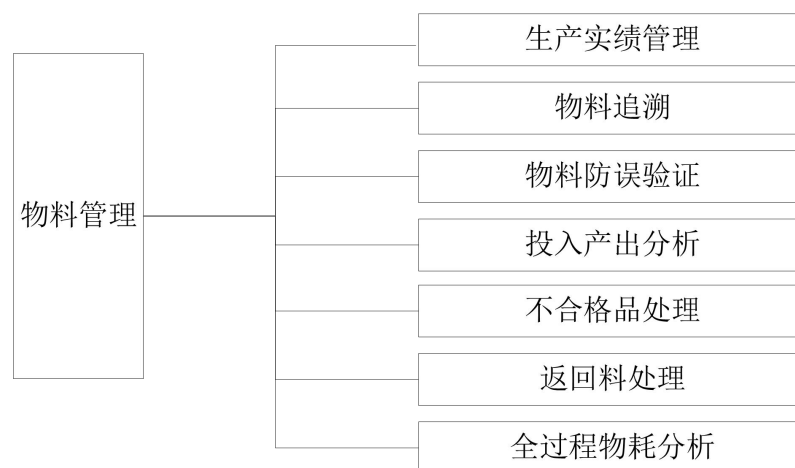 物料管理
生产实绩管理
物料追溯
物料防误验证
投入产出分析
不合格品处理
返回料处理
全过程物耗分析